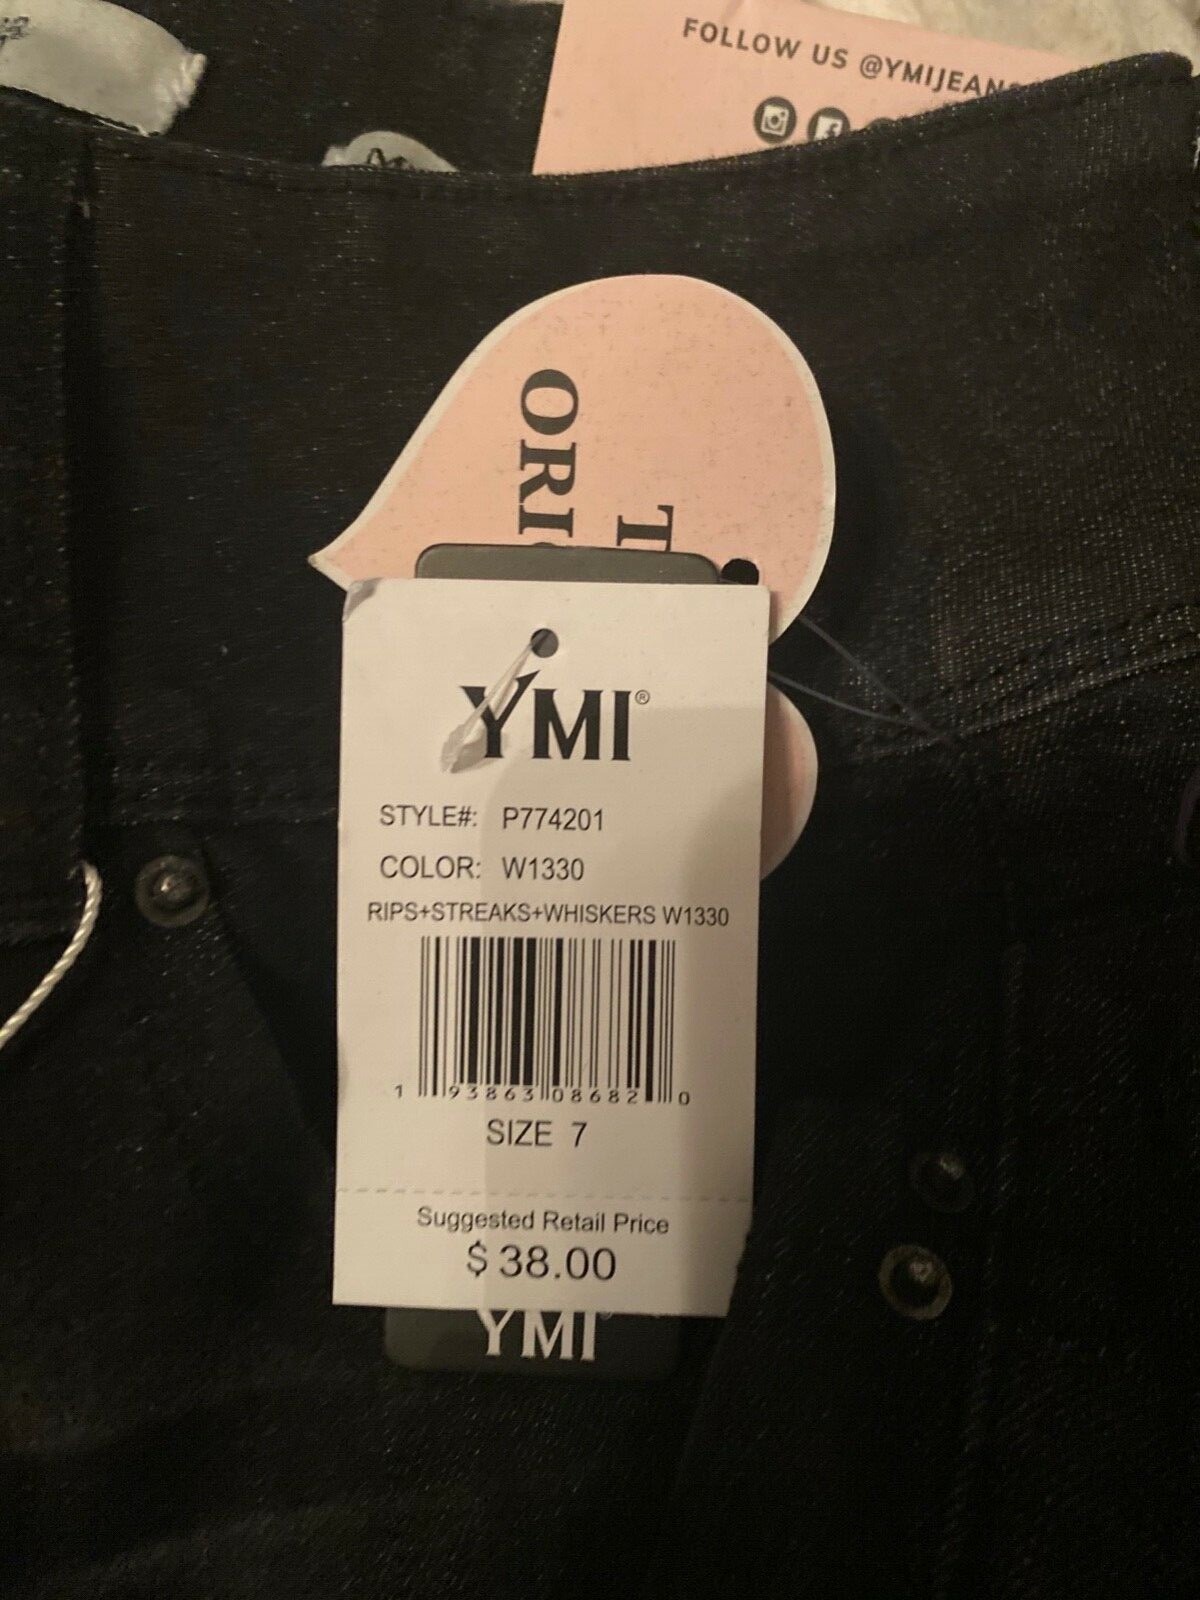 FOLLOW US @YMIJEANS
ORI
T
YMI®
STYLE#: P774201
COLOR: W1330
RIPS+STREAKS+WHISKERS W1330
1 93863 08682 0
SIZE 7
Suggested Retail Price
$38.00
YMI